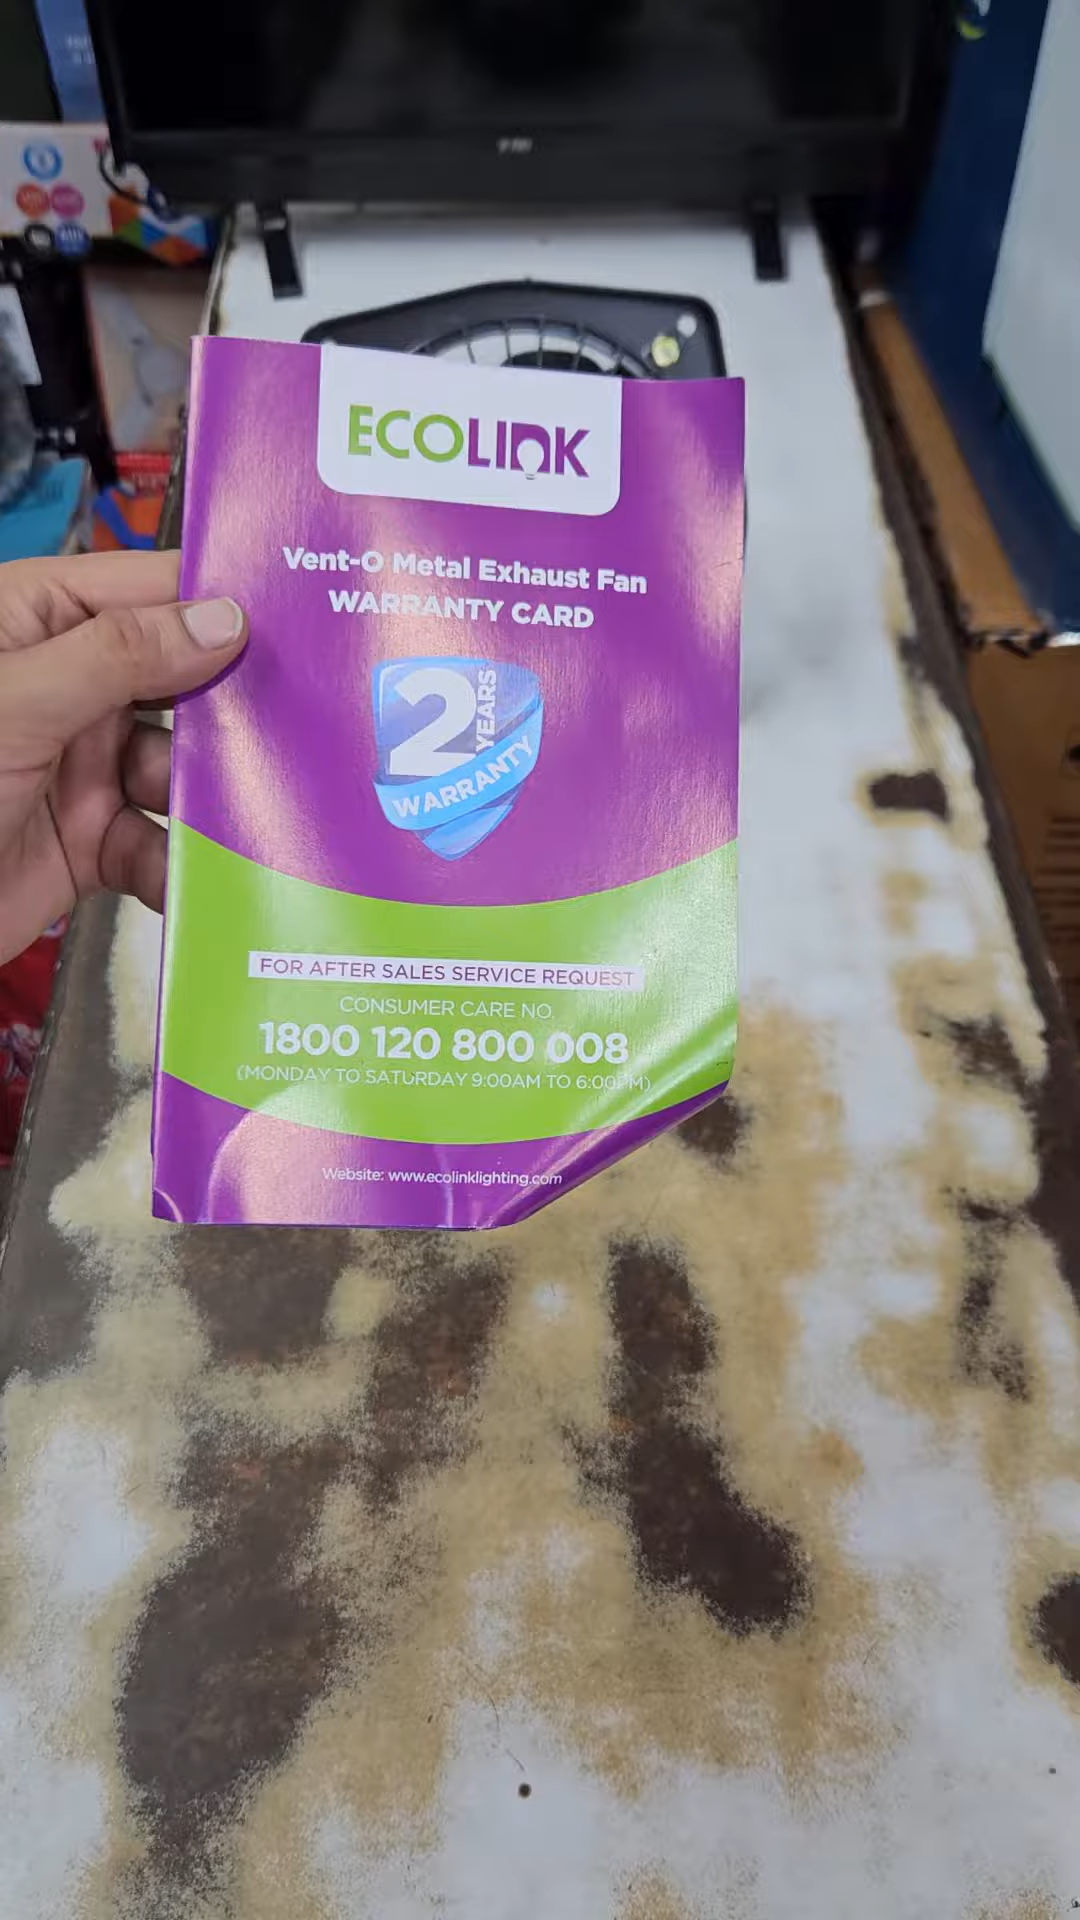 ECOLINK
Vent-O Metal Exhaust Fan
WARRANTY CARD
2
YEARS
WARRANTY
FOR AFTER SALES SERVICE REQUEST
CONSUMER CARE NO.
1800 120 800 008
(MONDAY TO SATURDAY 9:00AM TO 6:00PM)
Website: www.ecolinklighting.com